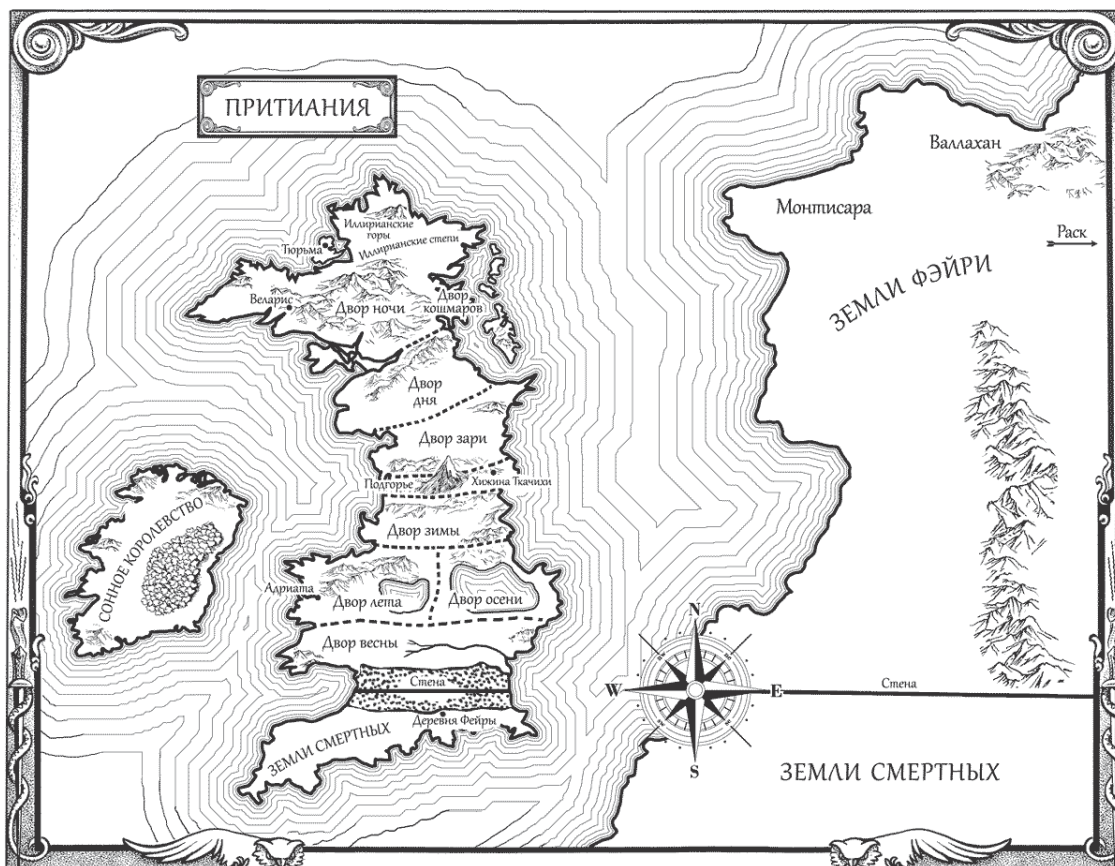 ПРИТИАНИЯ
Валлахан
Монтисара
Раск
ЗЕМЛИ ФЭЙРИ
Иллирианские
горы
Иллирианские степи
Тюрьма
Веларис
Двор ночи
Двор
кошмаров
Двор
дня
Двор зари
Подгорье
Хижина Ткачихи
Двор зимы
СОННОЕ КОРОЛЕВСТВО
Адриата
Двор лета
Двор осени
Двор весны
Стена
Деревня Фейры
ЗЕМЛИ СМЕРТНЫХ
N
W
E
S
Стена
ЗЕМЛИ СМЕРТНЫХ